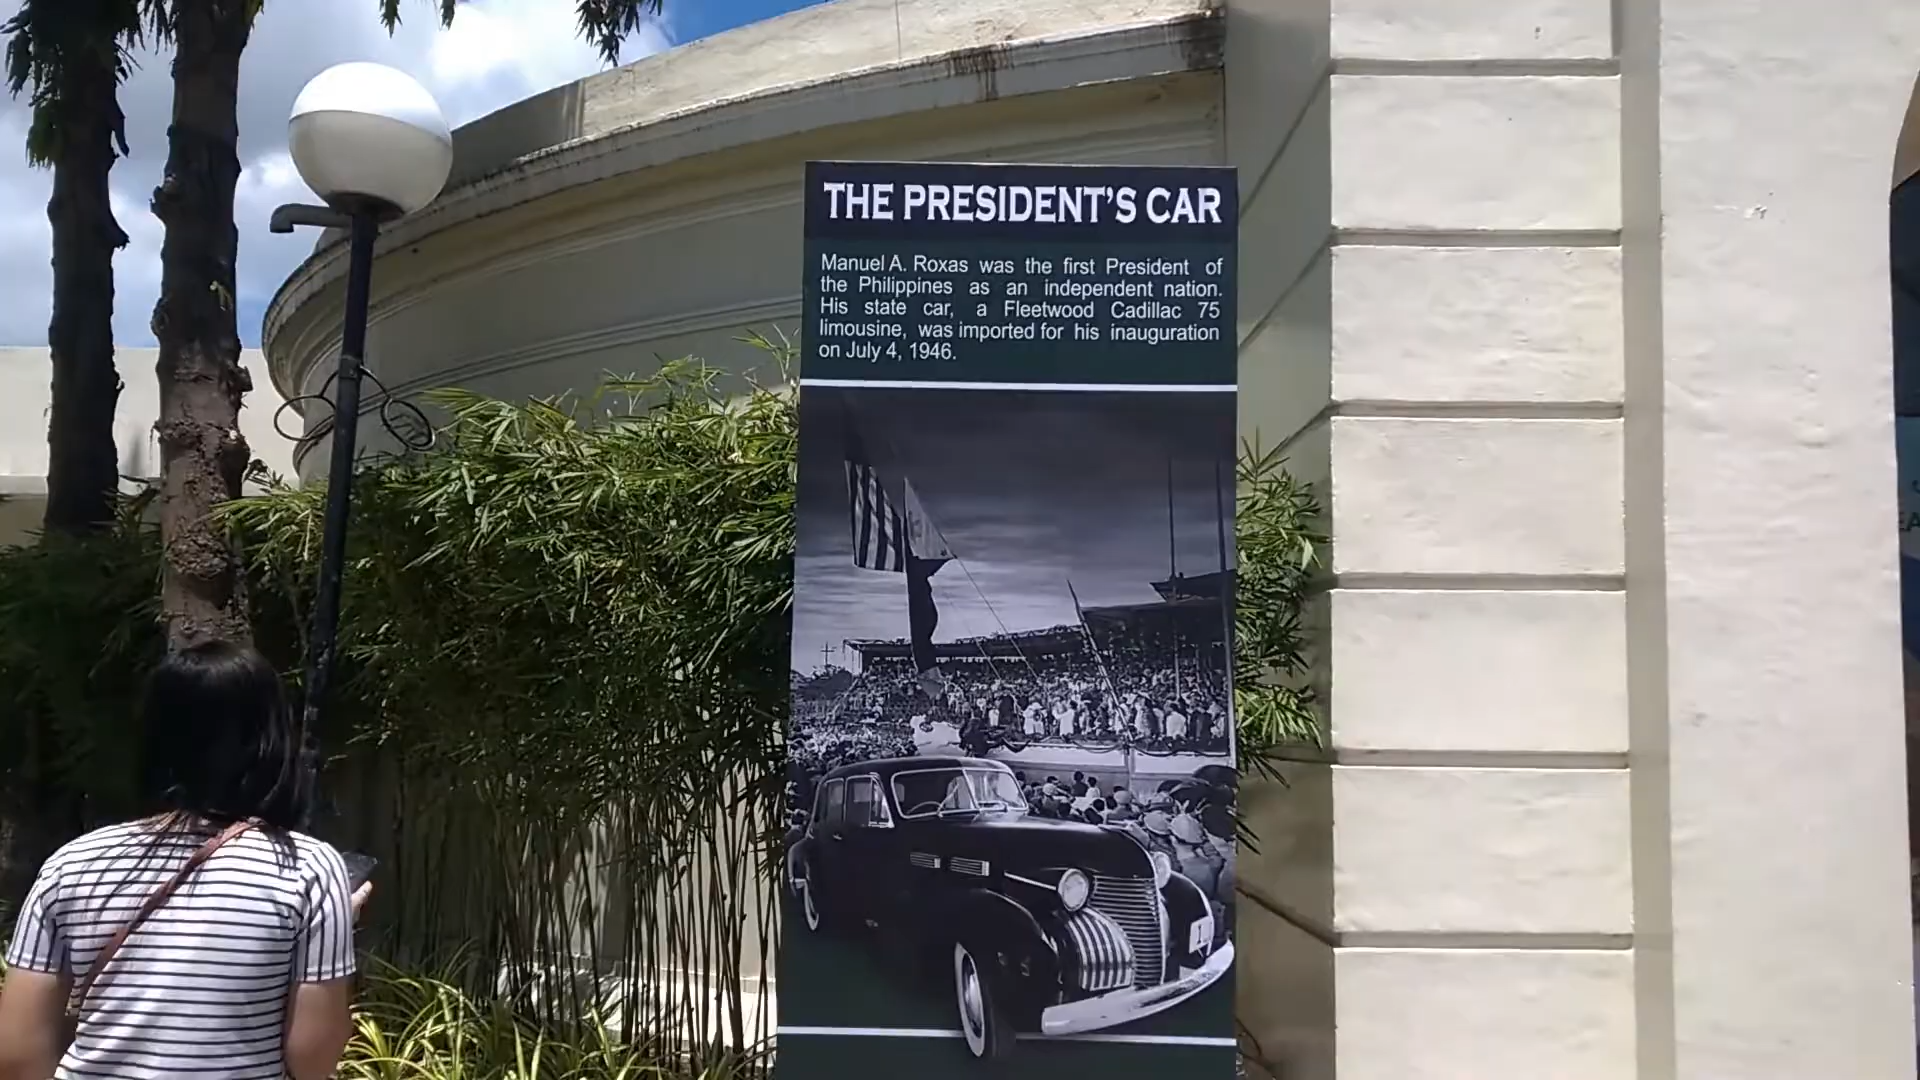 THE PRESIDENT'S CAR
Manuel A. Roxas was the first President of
the Philippines as an independent nation.
His state car, a Fleetwood Cadillac 75
limousine, was imported for his inauguration
on July 4, 1946.
1